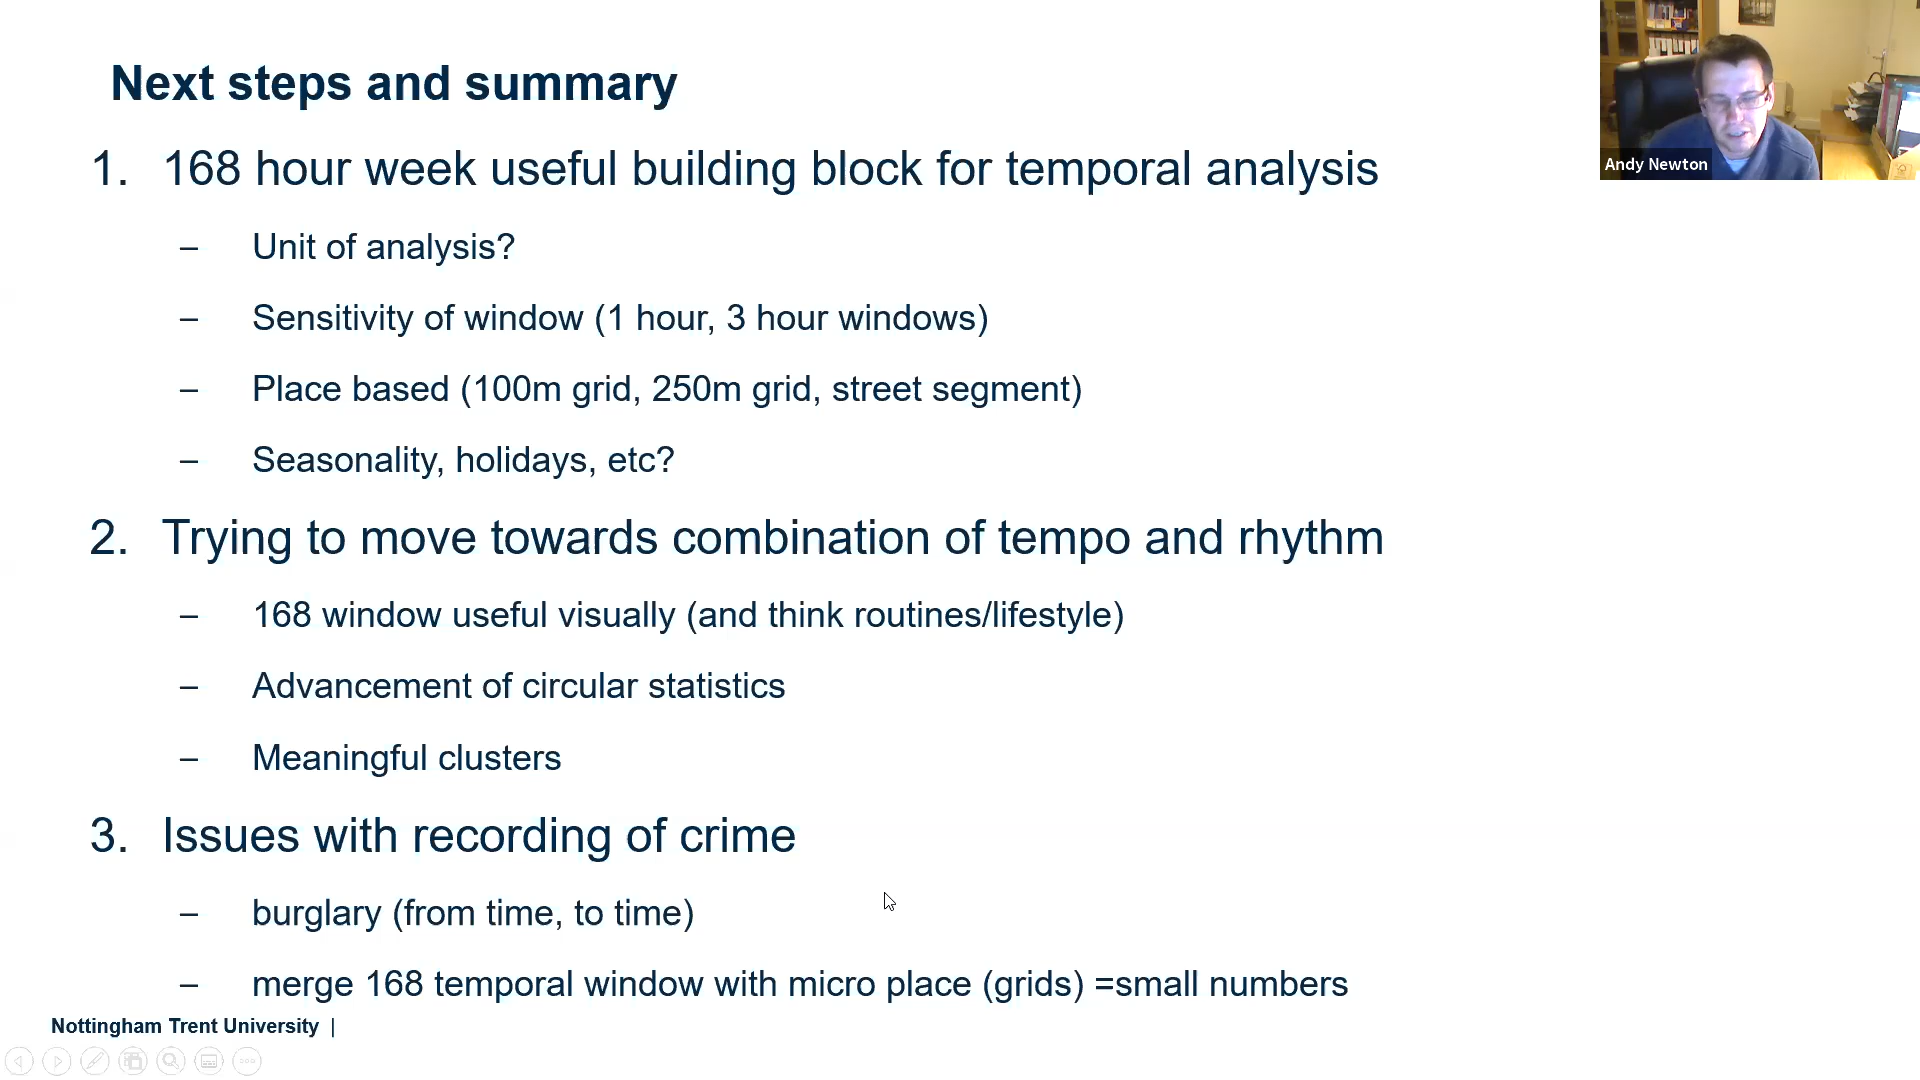 Next steps and summary
1. 168 hour week useful building block for temporal analysis
– Unit of analysis?
– Sensitivity of window (1 hour, 3 hour windows)
– Place based (100m grid, 250m grid, street segment)
– Seasonality, holidays, etc?
2. Trying to move towards combination of tempo and rhythm
– 168 window useful visually (and think routines/lifestyle)
– Advancement of circular statistics
– Meaningful clusters
3. Issues with recording of crime
– burglary (from time, to time)
– merge 168 temporal window with micro place (grids) =small numbers
Nottingham Trent University |
Andy Newton